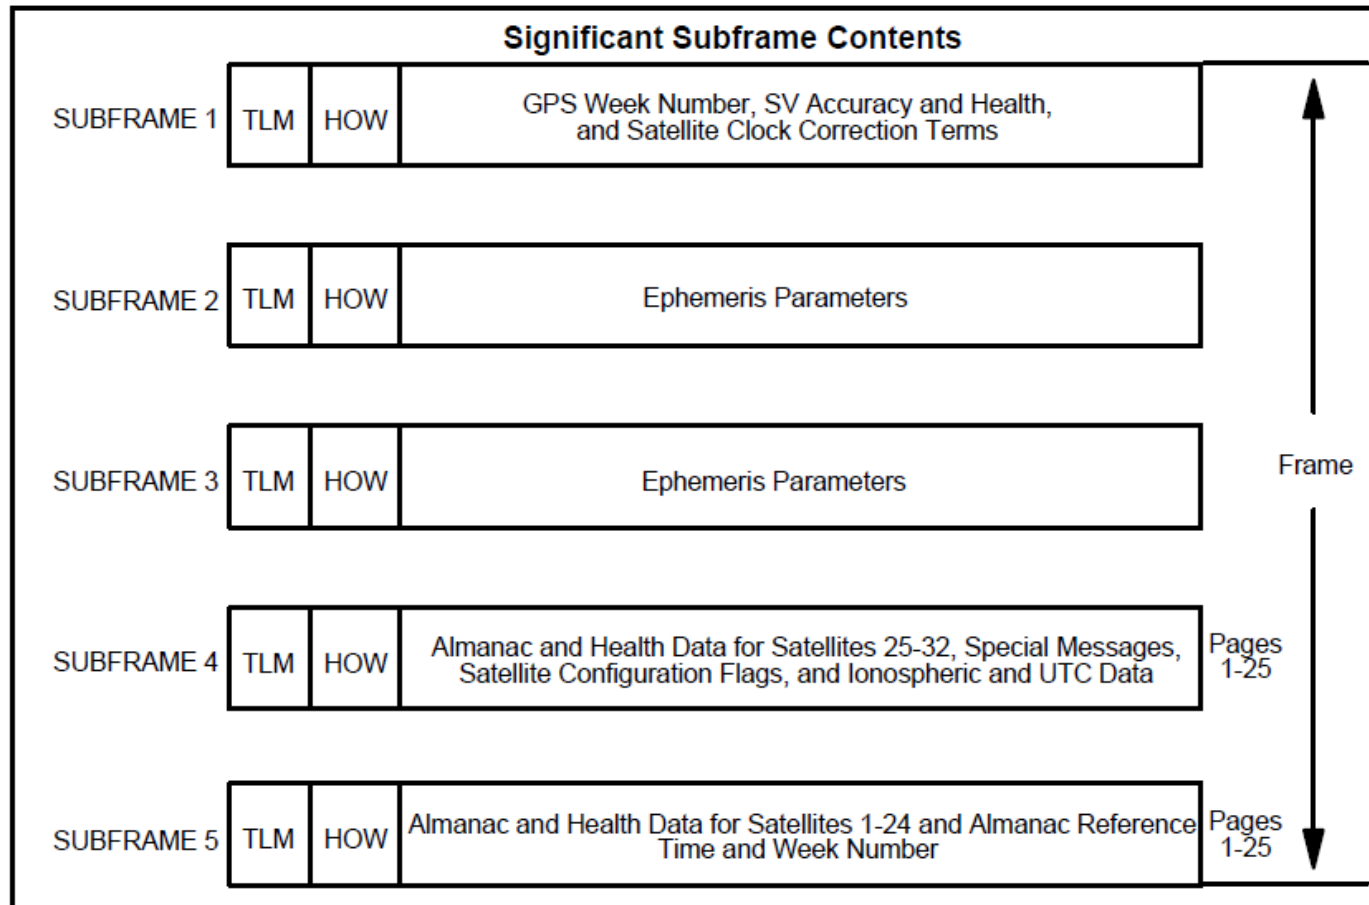 Significant Subframe Contents
SUBFRAME 1 TLM HOW GPS Week Number, SV Accuracy and Health,
and Satellite Clock Correction Terms
SUBFRAME 2 TLM HOW Ephemeris Parameters
SUBFRAME 3 TLM HOW Ephemeris Parameters
Frame
SUBFRAME 4 TLM HOW Almanac and Health Data for Satellites 25-32, Special Messages,
Satellite Configuration Flags, and Ionospheric and UTC Data
Pages
1-25
SUBFRAME 5 TLM HOW Almanac and Health Data for Satellites 1-24 and Almanac Reference
Time and Week Number
Pages
1-25